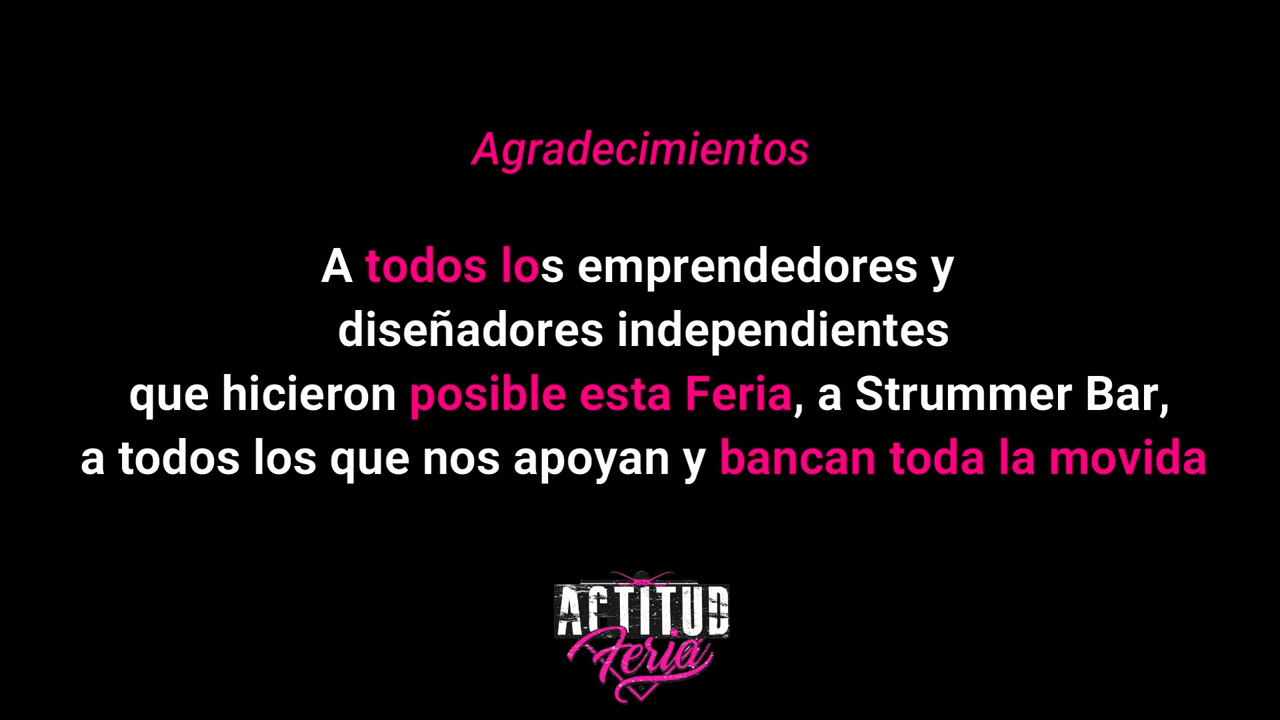 Agradecimientos
A todos los emprendedores y
diseñadores independientes
que hicieron posible esta Feria, a Strummer Bar,
a todos los que nos apoyan y bancan toda la movida
ACTITUD
Feria